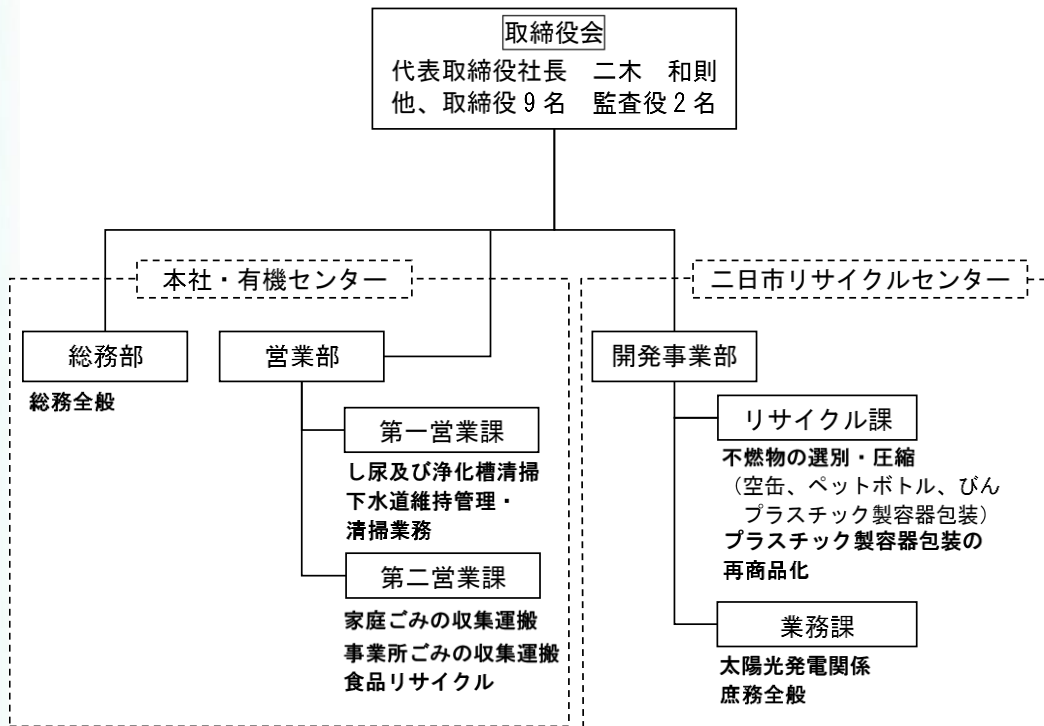 取締役会
代表取締役社長　二木　和則
他、取締役9名　監査役2名
本社・有機センター
総務部
総務全般
営業部
第一営業課
し尿及び浄化槽清掃
下水道維持管理・
清掃業務
第二営業課
家庭ごみの収集運搬
事業所ごみの収集運搬
食品リサイクル
二日市リサイクルセンター
開発事業部
リサイクル課
不燃物の選別・圧縮
（空缶、ペットボトル、びん
プラスチック製容器包装）
プラスチック製容器包装の
再商品化
業務課
太陽光発電関係
庶務全般